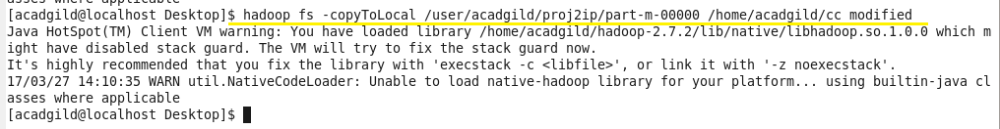 [acadgild@localhost Desktop]$ hadoop fs -copyToLocal /user/acadgild/proj2ip/part-m-00000 /home/acadgild/cc modified
Java HotSpot(TM) Client VM warning: You have loaded library /home/acadgild/hadoop-2.7.2/lib/native/libhadoop.so.1.0.0 which m
ight have disabled stack guard. The VM will try to fix the stack guard now.
It's highly recommended that you fix the library with 'execstack -c <libfile>', or link it with '-z noexecstack'.
17/03/27 14:10:35 WARN util.NativeCodeLoader: Unable to load native-hadoop library for your platform... using builtin-java cl
asses where applicable
[acadgild@localhost Desktop]$